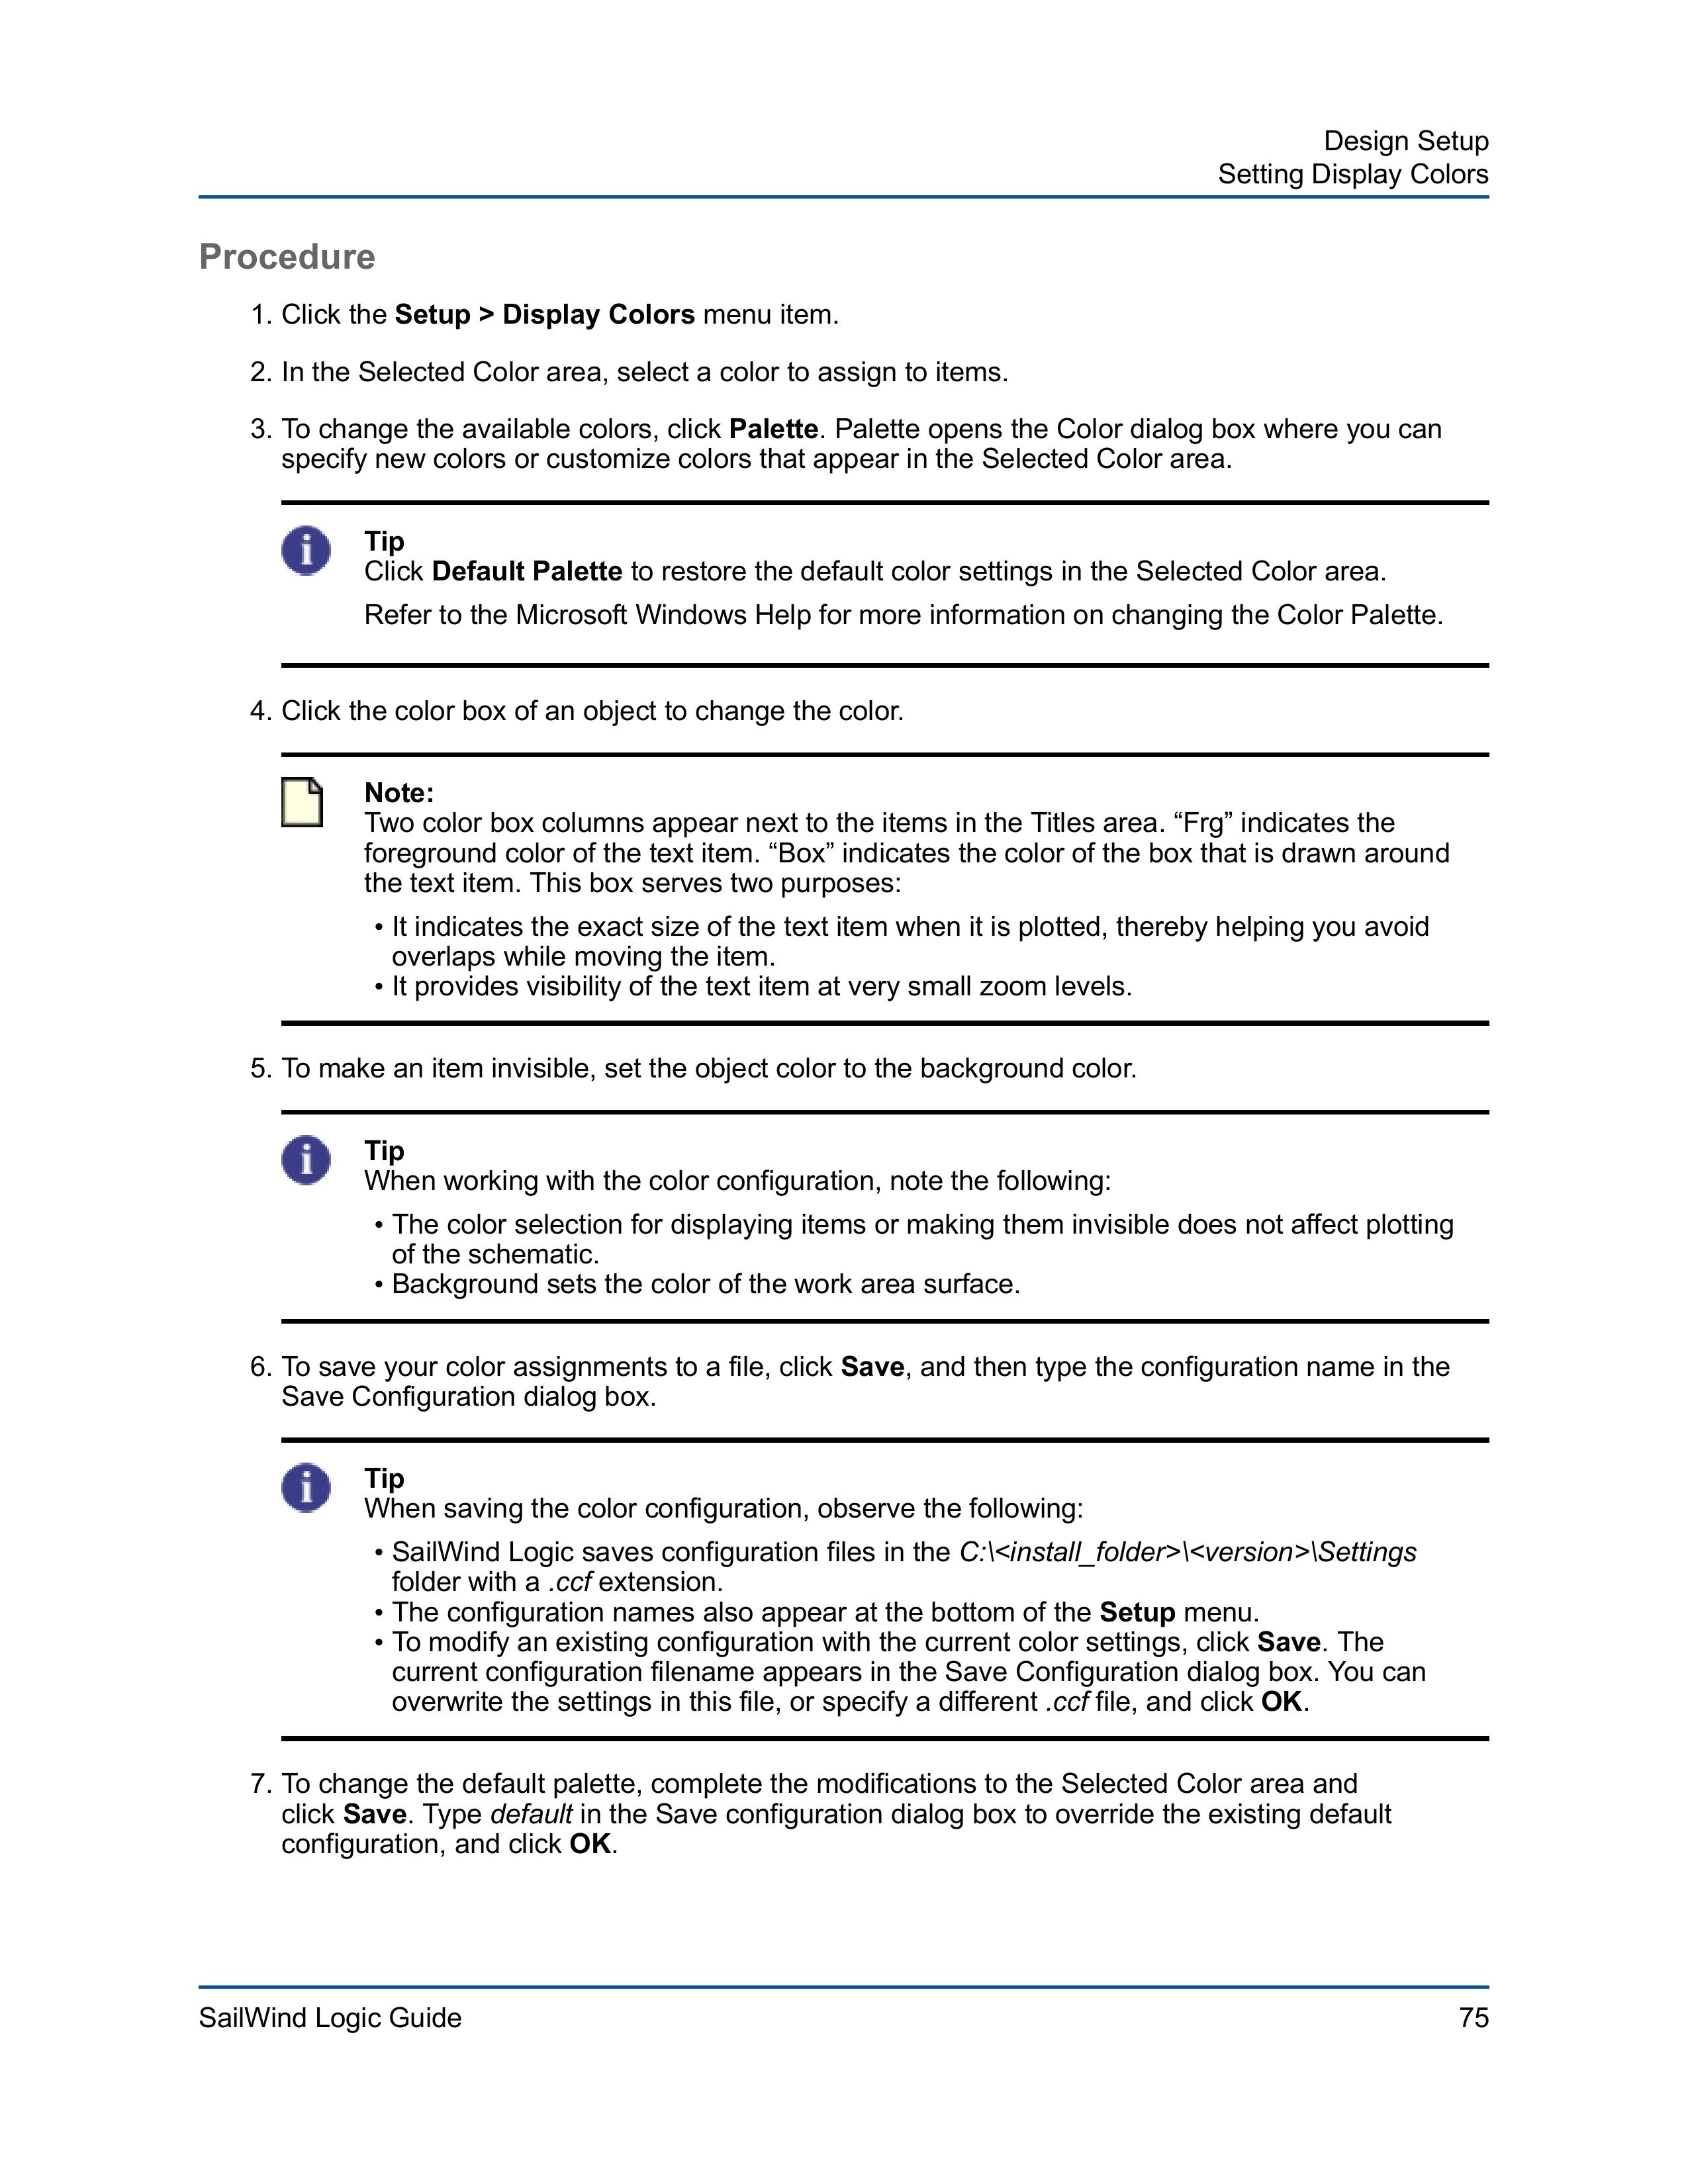 Design Setup
Setting Display Colors
Procedure
1. Click the Setup > Display Colors menu item.
2. In the Selected Color area, select a color to assign to items.
3. To change the available colors, click Palette. Palette opens the Color dialog box where you can
specify new colors or customize colors that appear in the Selected Color area.
Tip
Click Default Palette to restore the default color settings in the Selected Color area.
Refer to the Microsoft Windows Help for more information on changing the Color Palette.
4. Click the color box of an object to change the color.
Note:
Two color box columns appear next to the items in the Titles area. “Frg” indicates the
foreground color of the text item. “Box” indicates the color of the box that is drawn around
the text item. This box serves two purposes:
• It indicates the exact size of the text item when it is plotted, thereby helping you avoid
overlaps while moving the item.
• It provides visibility of the text item at very small zoom levels.
5. To make an item invisible, set the object color to the background color.
Tip
When working with the color configuration, note the following:
• The color selection for displaying items or making them invisible does not affect plotting
of the schematic.
• Background sets the color of the work area surface.
6. To save your color assignments to a file, click Save, and then type the configuration name in the
Save Configuration dialog box.
Tip
When saving the color configuration, observe the following:
• SailWind Logic saves configuration files in the C:\<install_folder>\<version>\Settings
folder with a .ccf extension.
• The configuration names also appear at the bottom of the Setup menu.
• To modify an existing configuration with the current color settings, click Save. The
current configuration filename appears in the Save Configuration dialog box. You can
overwrite the settings in this file, or specify a different .ccf file, and click OK.
7. To change the default palette, complete the modifications to the Selected Color area and
click Save. Type default in the Save configuration dialog box to override the existing default
configuration, and click OK.
SailWind Logic Guide
75